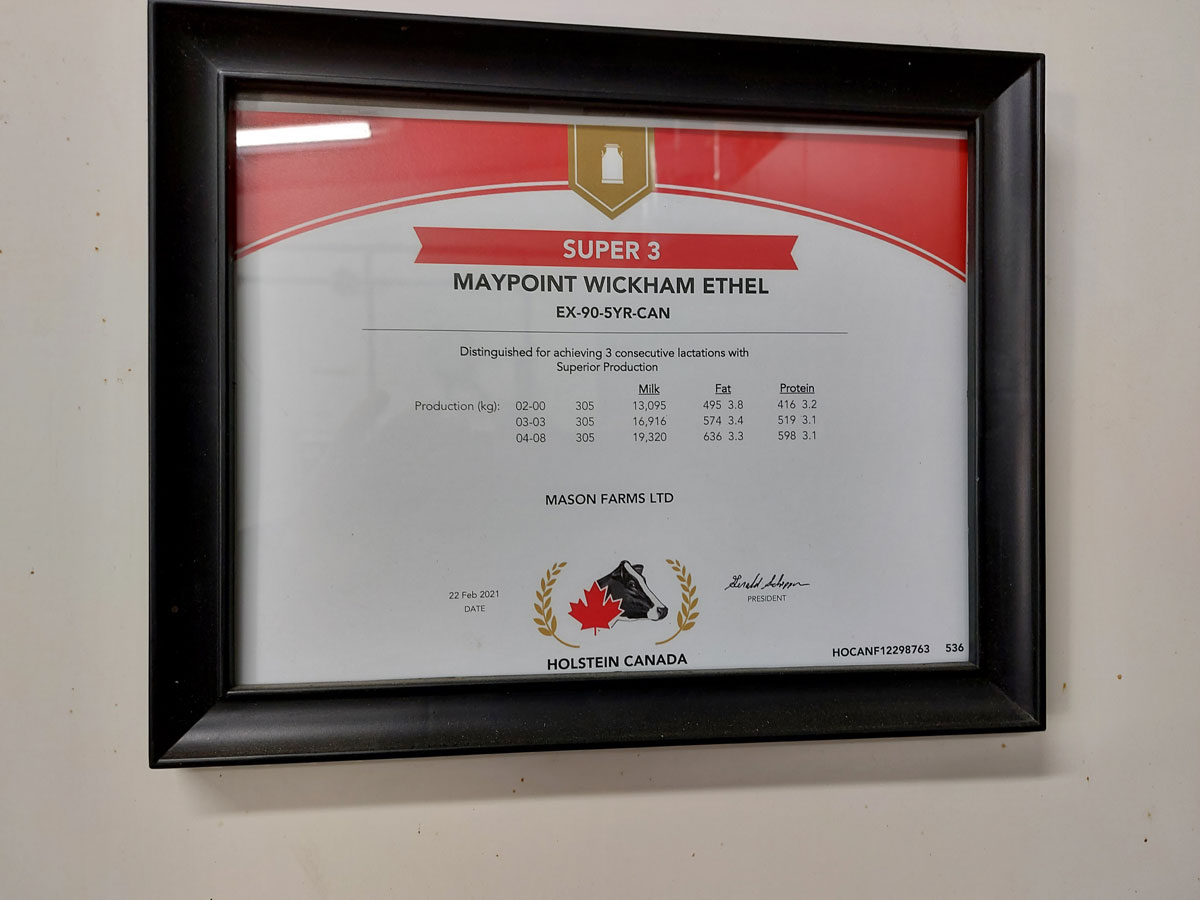 SUPER 3
MAYPOINT WICKHAM ETHEL
EX-90-5YR-CAN
Distinguished for achieving 3 consecutive lactations with
Superior Production
Milk Fat Protein
Production (kg): 02-00 305 13,095 495 3.8 416 3.2
03-03 305 16,916 574 3.4 519 3.1
04-08 305 19,320 636 3.3 598 3.1
MASON FARMS LTD
22 Feb 2021
DATE
PRESIDENT
HOLSTEIN CANADA
HOCANF12298763 536